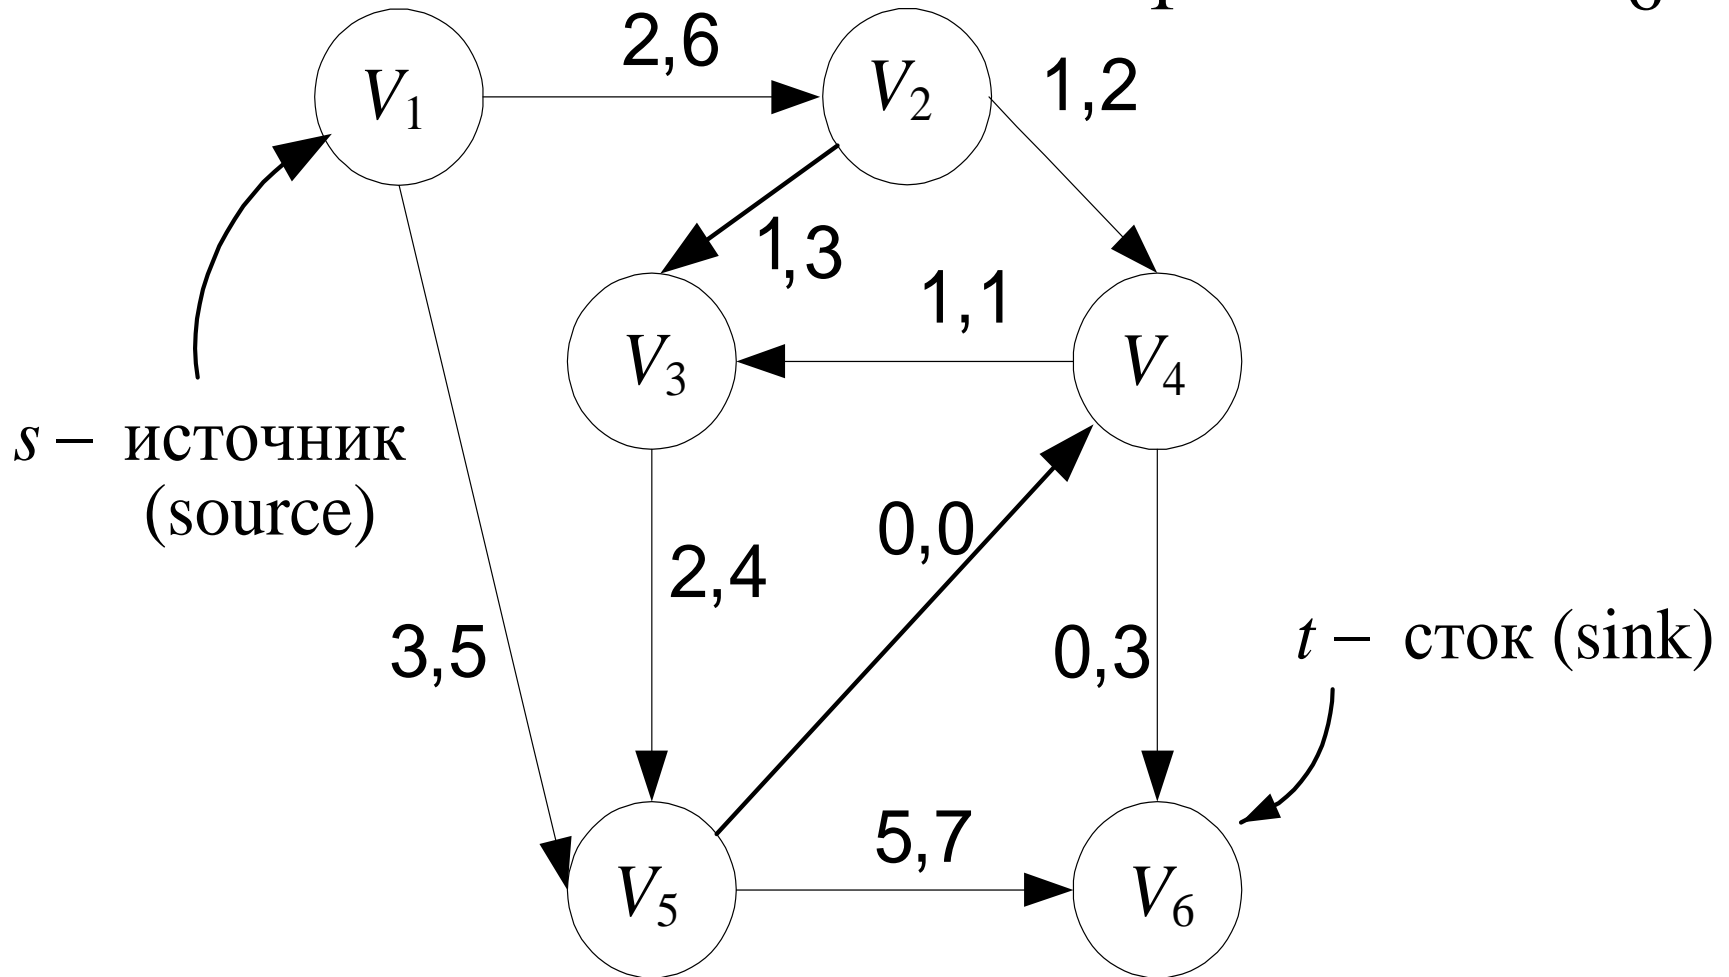 2,6
V1
V2
1,2
1,3
1,1
V3
V4
s – источник
(source)
0,0
2,4
3,5
0,3
t – сток (sink)
5,7
V5
V6